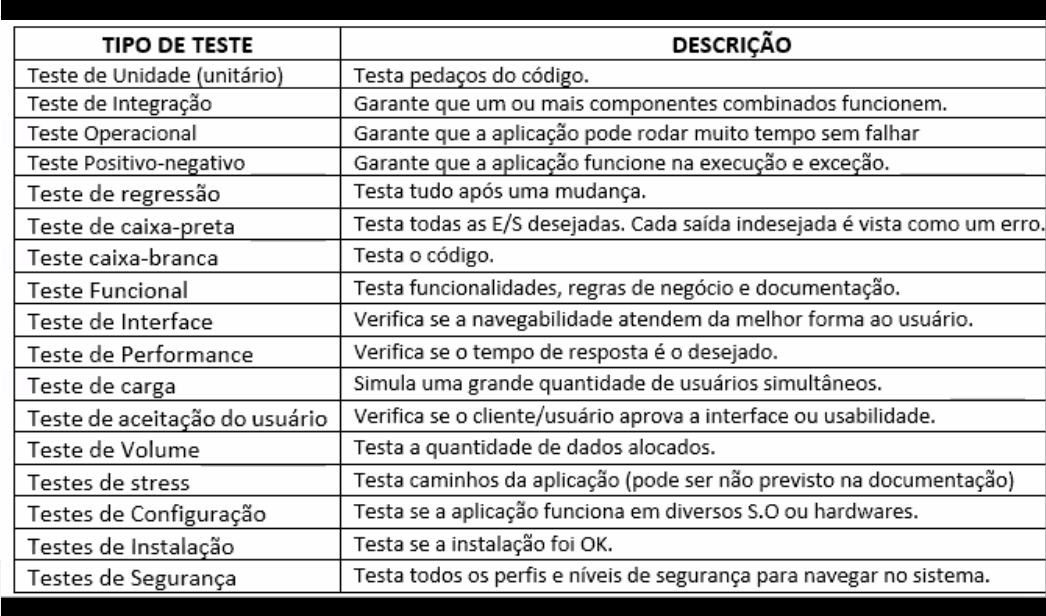 TIPO DE TESTE DESCRIÇÃO
Teste de Unidade (unitário) Testa pedaços do código.
Teste de Integração Garante que um ou mais componentes combinados funcionem.
Teste Operacional Garante que a aplicação pode rodar muito tempo sem falhar
Teste Positivo-negativo Garante que a aplicação funcione na execução e exceção.
Teste de regressão Testa tudo após uma mudança.
Teste de caixa-preta Testa todas as E/S desejadas. Cada saída indesejada é vista como um erro.
Teste caixa-branca Testa o código.
Teste Funcional Testa funcionalidades, regras de negócio e documentação.
Teste de Interface Verifica se a navegabilidade atendem da melhor forma ao usuário.
Teste de Performance Verifica se o tempo de resposta é o desejado.
Teste de carga Simula uma grande quantidade de usuários simultâneos.
Teste de aceitação do usuário Verifica se o cliente/usuário aprova a interface ou usabilidade.
Teste de Volume Testa a quantidade de dados alocados.
Testes de stress Testa caminhos da aplicação (pode ser não previsto na documentação)
Testes de Configuração Testa se a aplicação funciona em diversos S.O ou hardwares.
Testes de Instalação Testa se a instalação foi OK.
Testes de Segurança Testa todos os perfis e níveis de segurança para navegar no sistema.